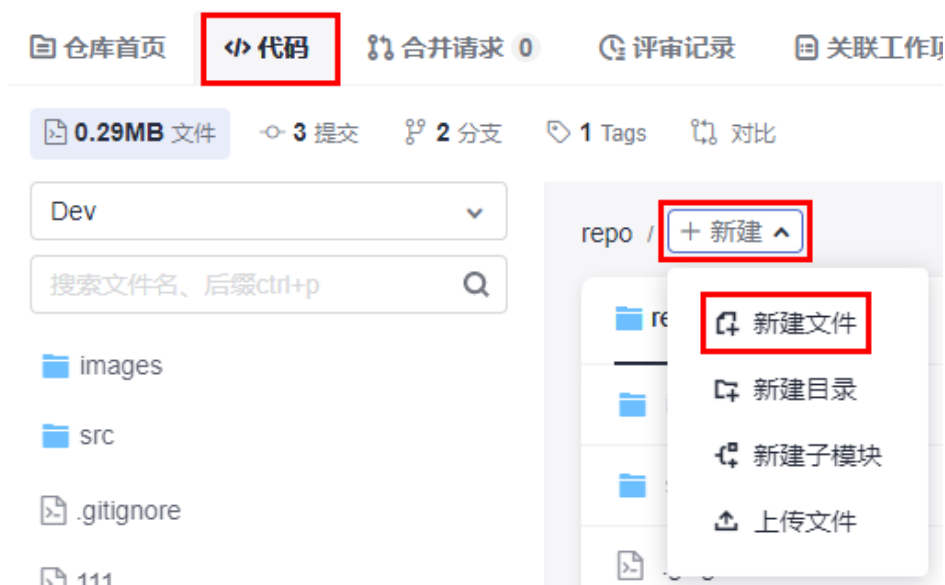 仓库首页 代码 合并请求 0 评审记录 关联工作项
0.29MB 文件 3 提交 2 分支 1 Tags 对比
Dev
repo / + 新建
搜索文件名、后缀ctrl+p
re
新建文件
images
新建目录
src
新建子模块
.gitignore
上传文件
111